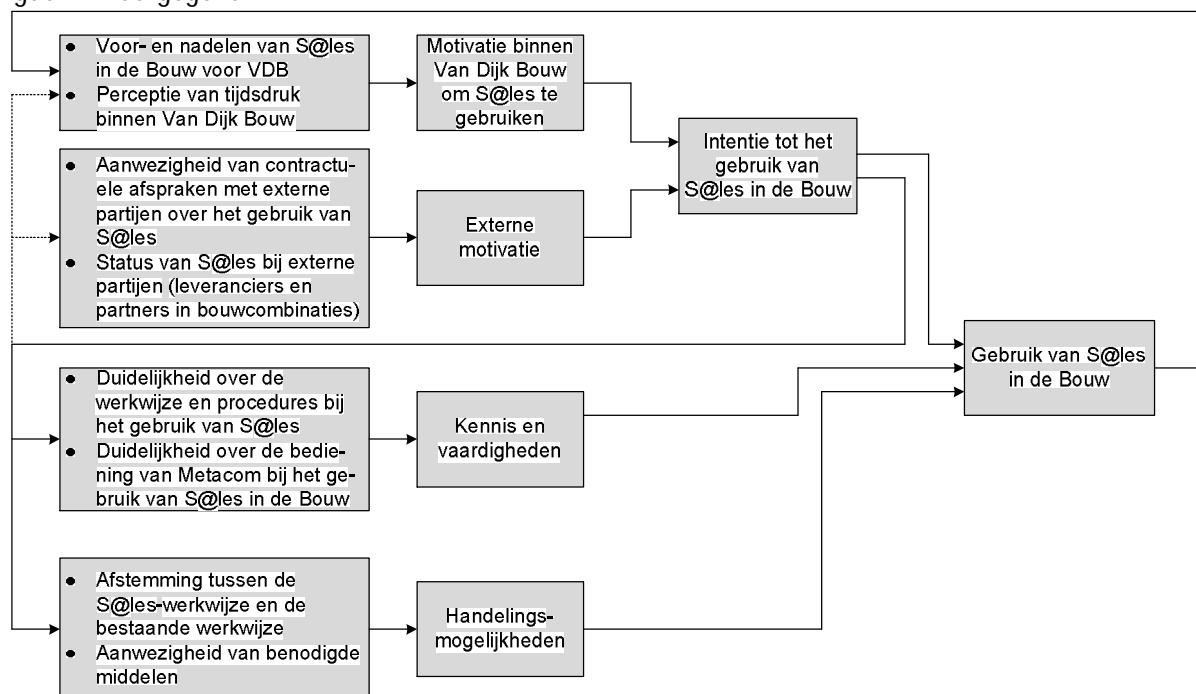 • Voor- en nadelen van S@les
in de Bouw voor VDB
• Perceptie van tijdsdruk
binnen Van Dijk Bouw
Motivatie binnen
Van Dijk Bouw
om S@les te
gebruiken
• Aanwezigheid van contractu-
ele afspraken met externe
partijen over het gebruik van
S@les
• Status van S@les bij externe
partijen (leveranciers en
partners in bouwcombinaties)
Externe
motivatie
Intentie tot het
gebruik van
S@les in de Bouw
• Duidelijkheid over de
werkwijze en procedures bij
het gebruik van S@les
• Duidelijkheid over de bedie-
ning van Metacom bij het ge-
bruik van S@les in de Bouw
Kennis en
vaardigheden
• Afstemming tussen de
S@les-werkwijze en de
bestaande werkwijze
• Aanwezigheid van benodigde
middelen
Handelings-
mogelijkheden
Gebruik van S@les
in de Bouw